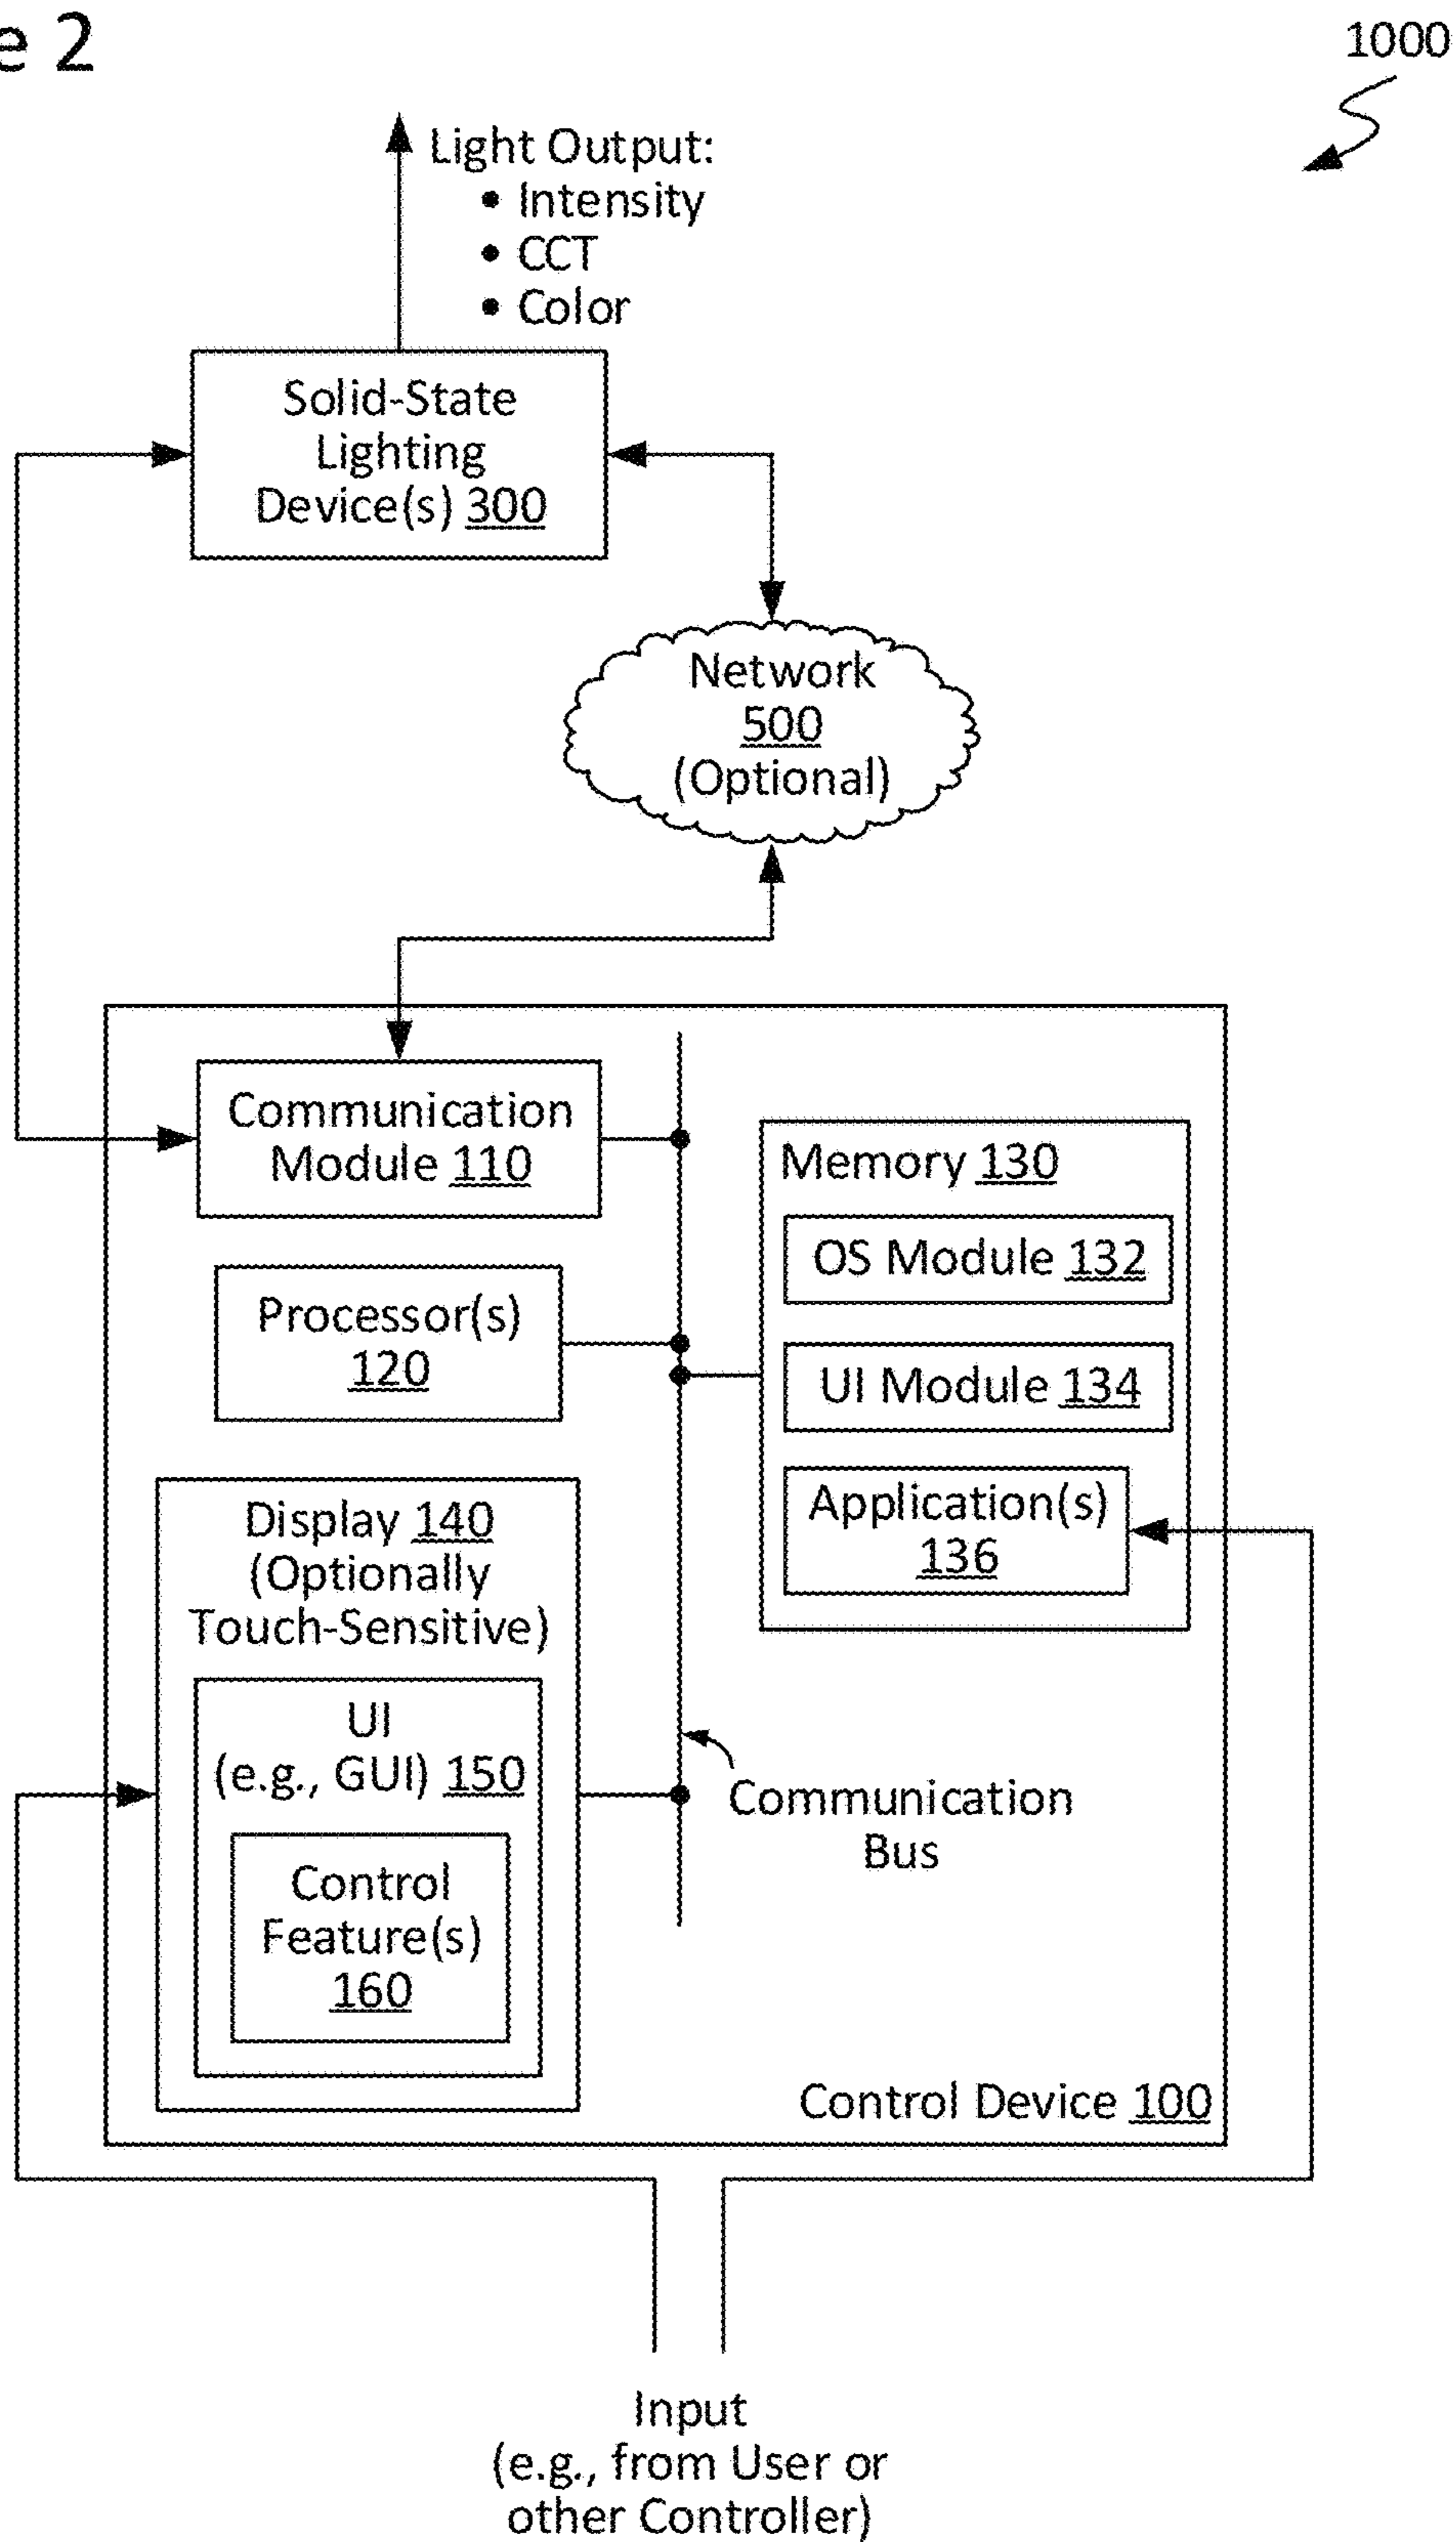 e 2
1000
Light Output:
• Intensity
• CCT
• Color
Solid-State
Lighting
Device(s) 300
Network
500
(Optional)
Communication
Module 110
Memory 130
OS Module 132
Processor(s)
120
UI Module 134
Application(s)
136
Display 140
(Optionally
Touch-Sensitive)
UI
(e.g., GUI) 150
Control
Feature(s)
160
Communication
Bus
Control Device 100
Input
(e.g., from User or
other Controller)